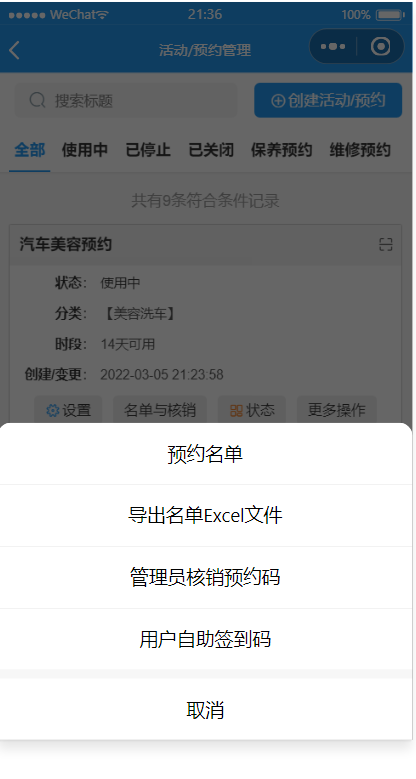 WeChat 21:36 100%
活动/预约管理
搜索标题 创建活动/预约
全部 使用中 已停止 已关闭 保养预约 维修预约
共有9条符合条件记录
汽车美容预约
状态: 使用中
分类: 【美容洗车】
时段: 14天可用
创建/变更: 2022-03-05 21:23:58
设置 名单与核销 状态 更多操作
预约名单
导出名单Excel文件
管理员核销预约码
用户自助签到码
取消